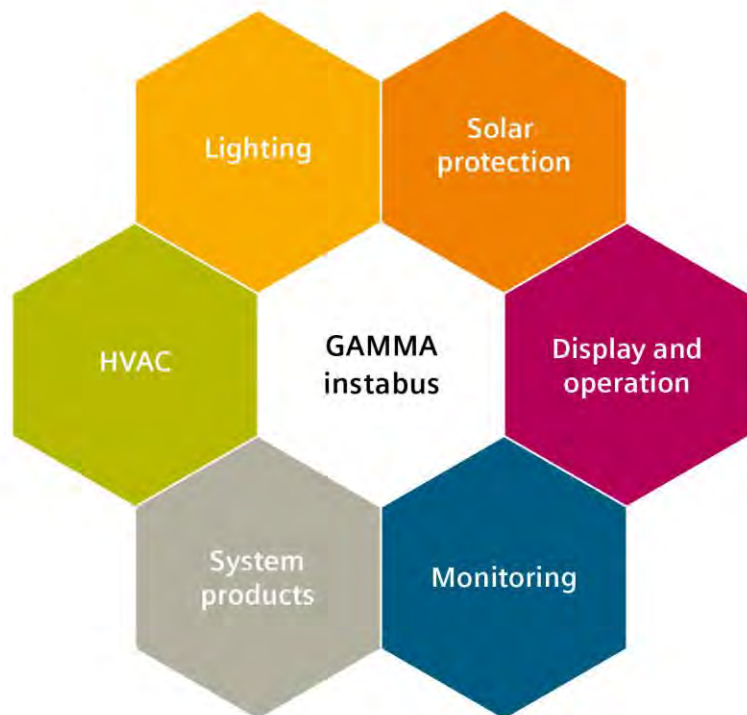 Lighting
Solar
protection
HVAC
GAMMA
instabus
Display and
operation
System
products
Monitoring